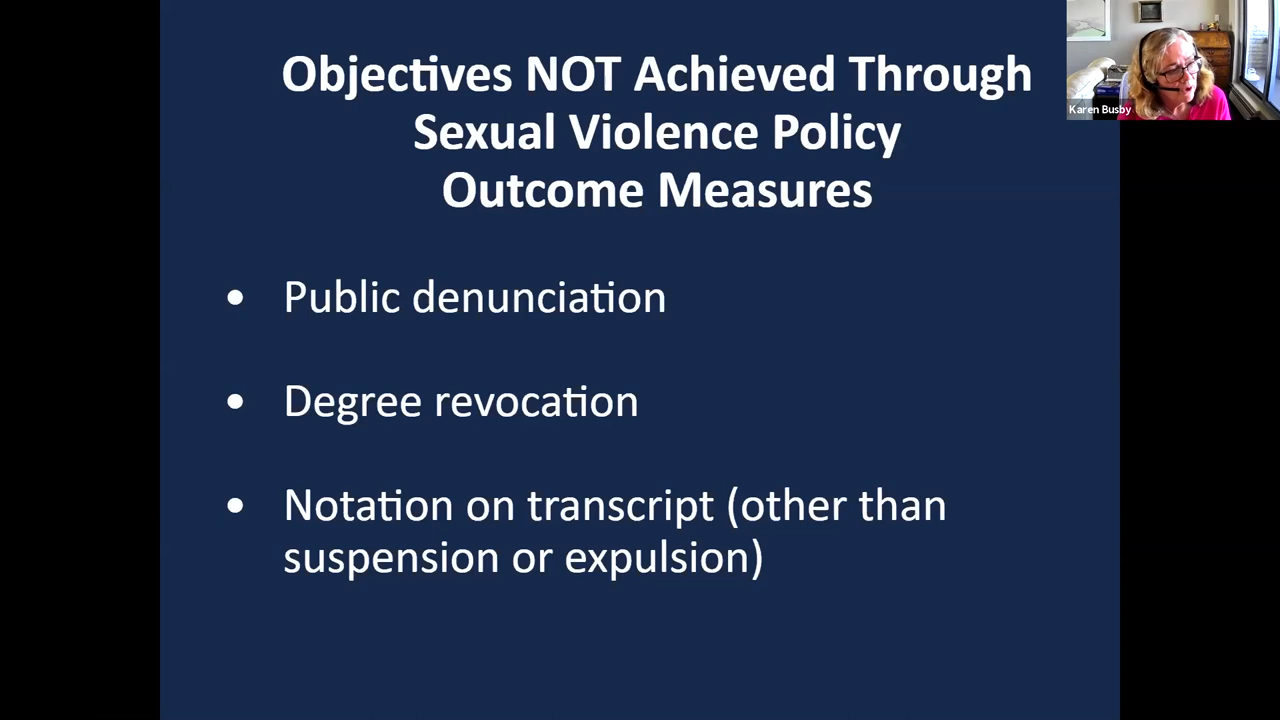 Objectives NOT Achieved Through
Sexual Violence Policy
Outcome Measures
• Public denunciation
• Degree revocation
• Notation on transcript (other than
suspension or expulsion)
Karen Busby